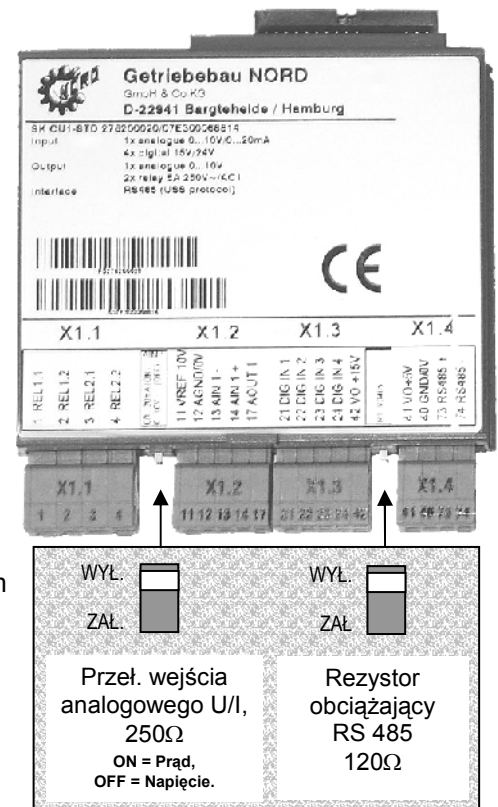 Getriebebau NORD
GmbH & Co KG
D-22941 Bargteheide / Hamburg
SK CU1-STD
Input 1x analogue 0...10V/0...20mA
4x digital 15V/24V
Output 1x analogue 0...10V
2x relay 5A 250V~/AC1
Interface RS485 (USS protocol)
CE
X1.1 X1.2 X1.3 X1.4
1 REL1.1
2 REL1.2
3 REL2.1
4 REL2.2
11 VREF 10V
12 AGND/0V
13 AIN 1-
14 AIN 1+
17 AOUT 1
21 DIG IN 1
22 DIG IN 2
23 DIG IN 3
24 DIG IN 4
42 VO +15V
41 VO +5V
40 GND/0V
73 RS485 +
74 RS485 -
X1.1 X1.2 X1.3 X1.4
1 2 3 4 11 12 13 14 17 21 22 23 24 42 41 40 73 74
WYŁ. WYŁ.
ZAŁ. ZAŁ
Przeł. wejścia
analogowego U/I,
250Ω
ON = Prąd,
OFF = Napięcie.
Rezystor
obciążający
RS 485
120Ω